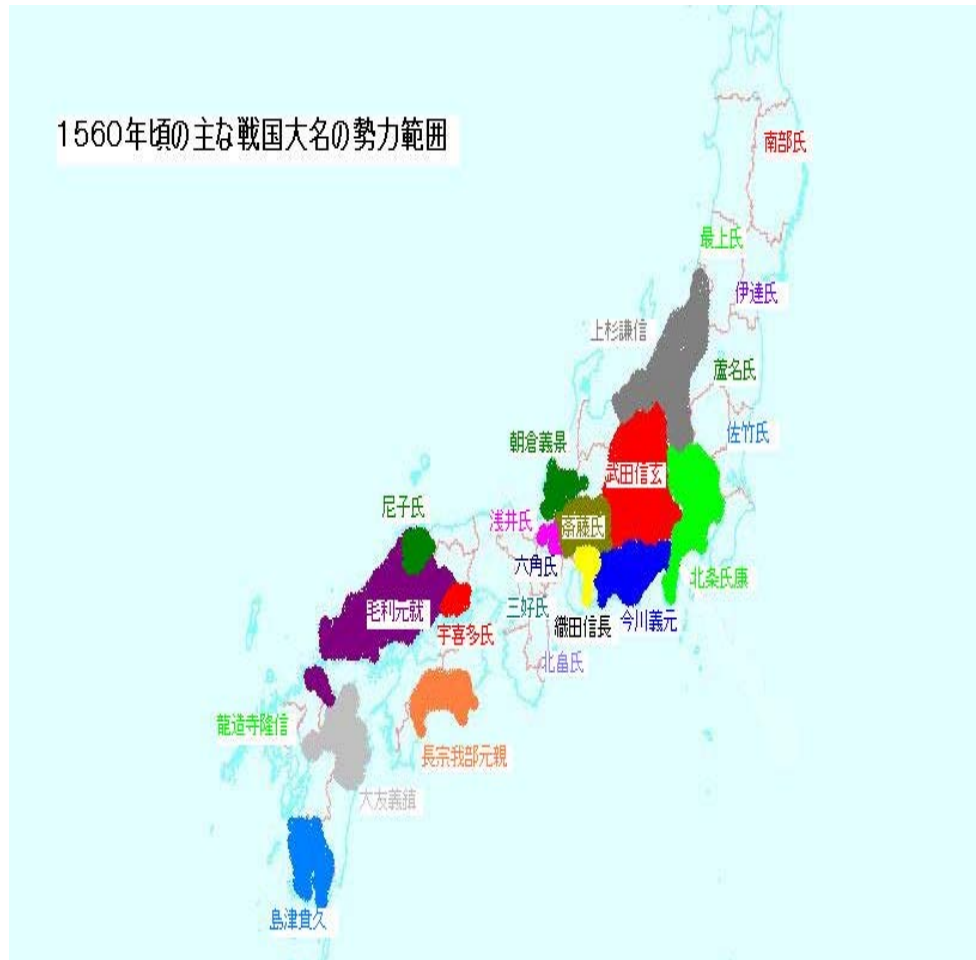 1560年頃の主な戦国大名の勢力範囲
南部氏
最上氏
伊達氏
上杉謙信
蘆名氏
佐竹氏
朝倉義景
武田信玄
尼子氏
浅井氏
斎藤氏
六角氏
北条氏康
毛利元就
三好氏
宇喜多氏
織田信長
今川義元
北畠氏
龍造寺隆信
長宗我部元親
大友義鎮
島津貴久